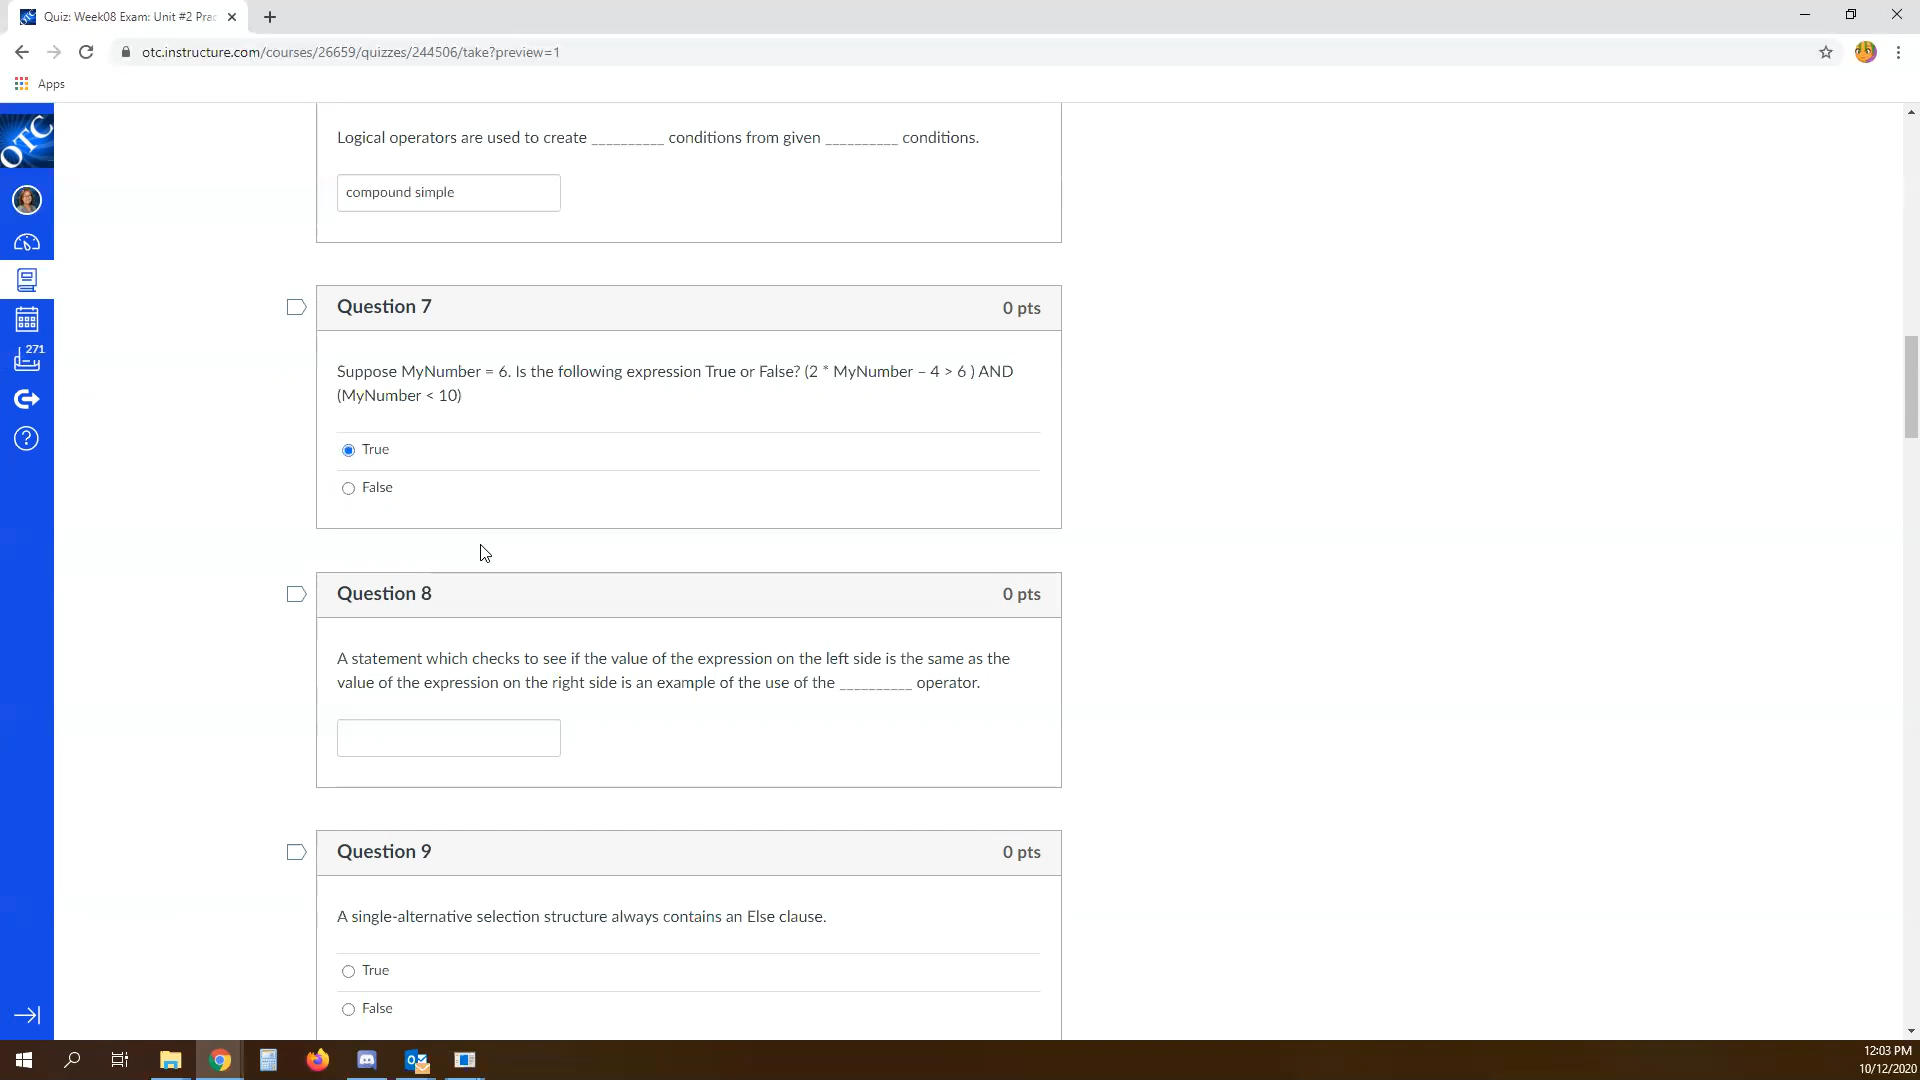 Quiz: Week08 Exam: Unit #2 Prac
otc.instructure.com/courses/26659/quizzes/244506/take?preview=1
Apps
OTC
Logical operators are used to create __________ conditions from given __________ conditions.
compound simple
Question 7
0 pts
Suppose MyNumber = 6. Is the following expression True or False? (2 * MyNumber – 4 > 6 ) AND
(MyNumber < 10)
271
True
False
Question 8
0 pts
A statement which checks to see if the value of the expression on the left side is the same as the
value of the expression on the right side is an example of the use of the __________ operator.
Question 9
0 pts
A single-alternative selection structure always contains an Else clause.
True
False
12:03 PM
10/12/2020